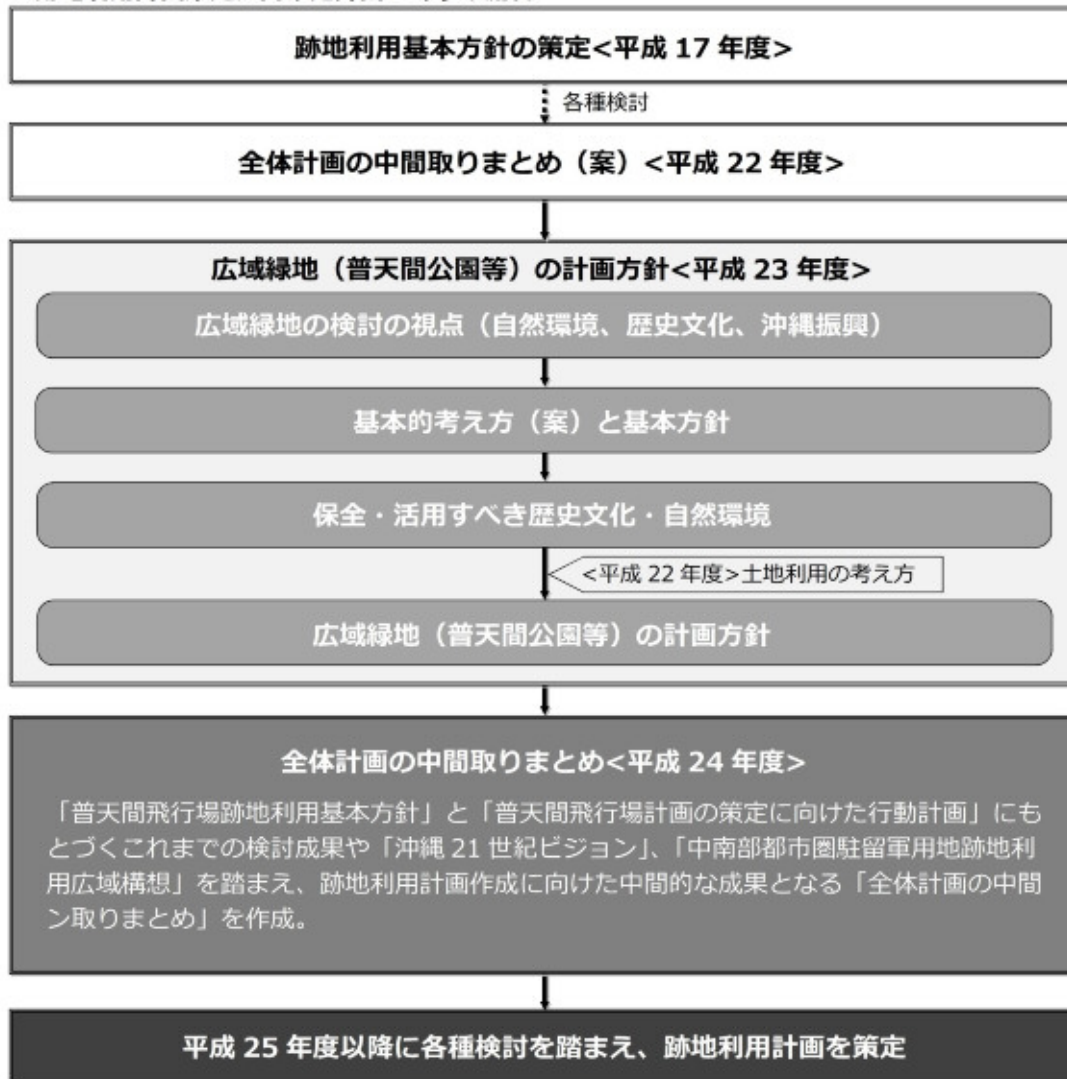 跡地利用基本方針の策定<平成 17 年度>
各種検討
全体計画の中間取りまとめ（案）<平成 22 年度>
広域緑地（普天間公園等）の計画方針<平成 23 年度>
広域緑地の検討の視点（自然環境、歴史文化、沖縄振興）
基本的考え方（案）と基本方針
保全・活用すべき歴史文化・自然環境
<平成 22 年度>土地利用の考え方
広域緑地（普天間公園等）の計画方針
全体計画の中間取りまとめ<平成 24 年度>
「普天間飛行場跡地利用基本方針」と「普天間飛行場計画の策定に向けた行動計画」にも
とづくこれまでの検討成果や「沖縄 21 世紀ビジョン」、「中南部都市圏駐留軍用地跡地利
用広域構想」を踏まえ、跡地利用計画作成に向けた中間的な成果となる「全体計画の中間
ン取りまとめ」を作成。
平成 25 年度以降に各種検討を踏まえ、跡地利用計画を策定